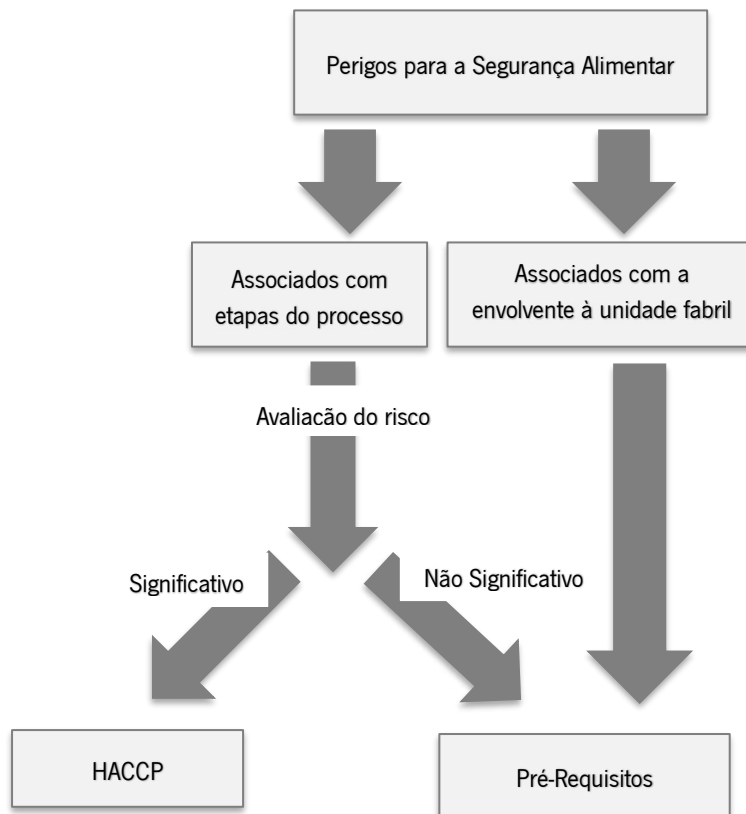 Perigos para a Segurança Alimentar
Associados com
etapas do processo
Associados com a
envolvente à unidade fabril
Avaliação do risco
Significativo
Não Significativo
HACCP
Pré-Requisitos